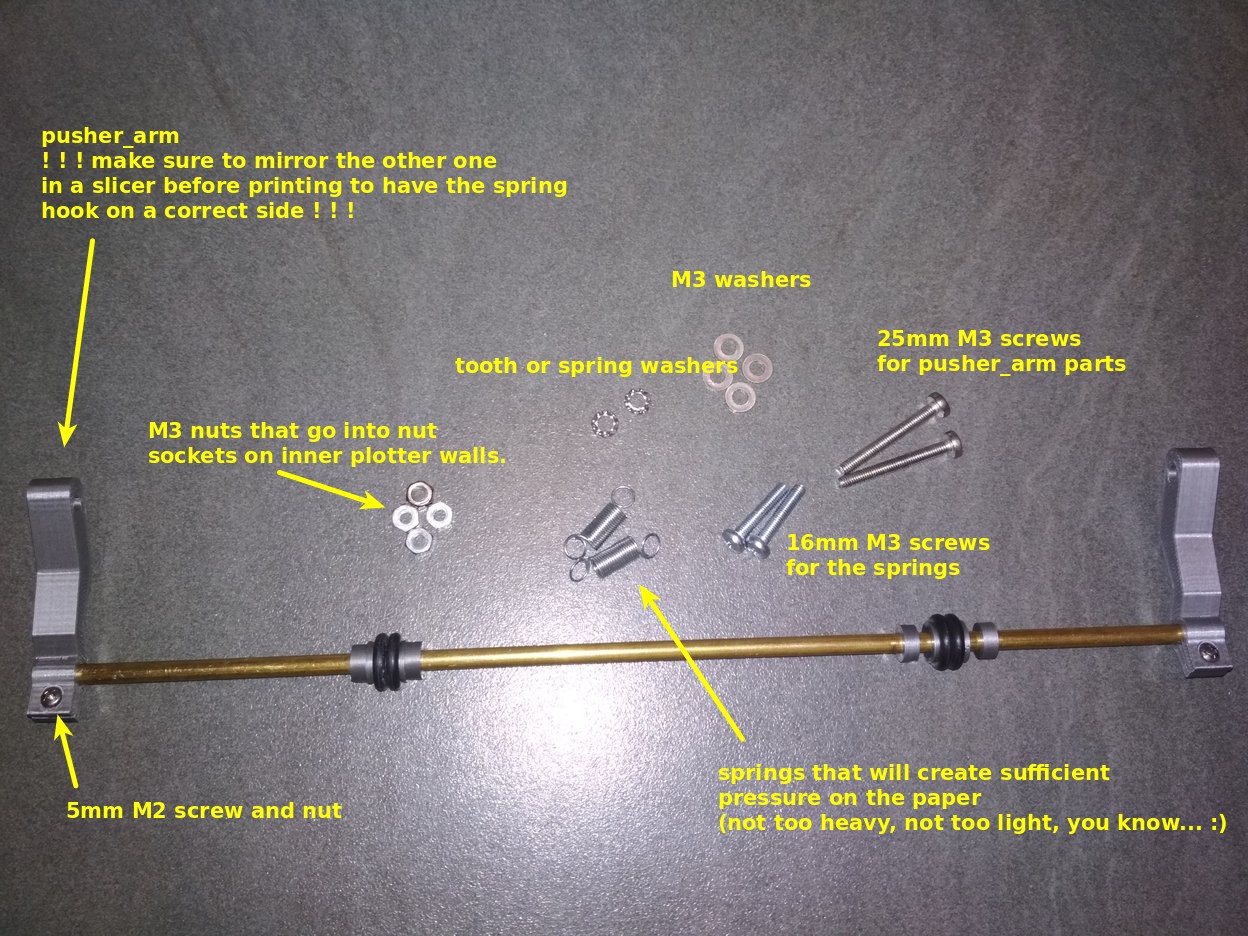 pusher_arm
! ! ! make sure to mirror the other one
in a slicer before printing to have the spring
hook on a correct side ! ! !
M3 washers
25mm M3 screws
for pusher_arm parts
tooth or spring washers
M3 nuts that go into nut
sockets on inner plotter walls.
16mm M3 screws
for the springs
springs that will create sufficient
pressure on the paper
(not too heavy, not too light, you know... :)
5mm M2 screw and nut